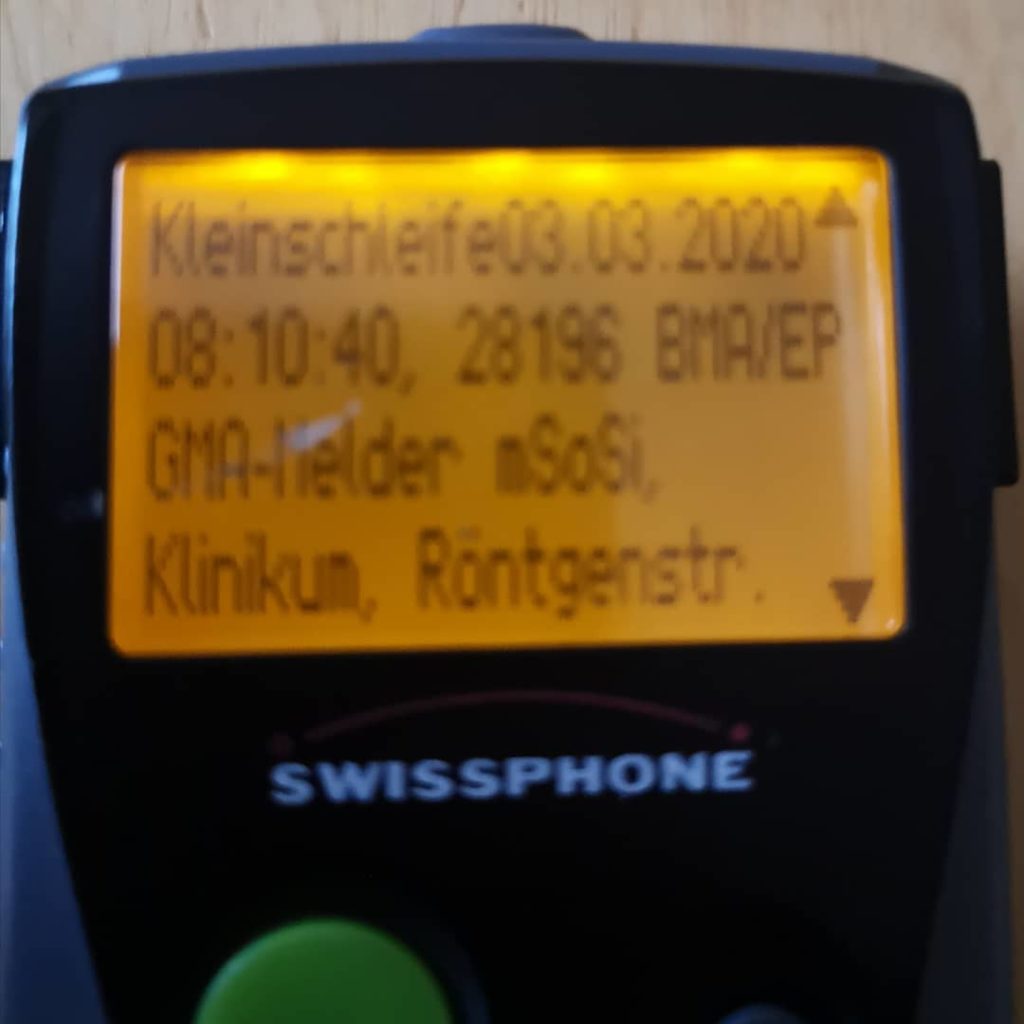 Kleinschleife03.03.2020
08:10:40, 28196 BMA/EP
GMA-Melder mSoSi,
Klinikum, Röntgenstr.
SWISSPHONE